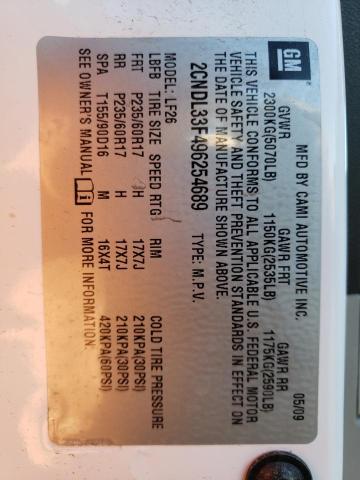 GM
MFD BY CAMI AUTOMOTIVE INC. 05/09
GVWR GAWR FRT GAWR RR
2300KG(5070LB) 1150KG(2535LB) 1175KG(2590LB)
THIS VEHICLE CONFORMS TO ALL APPLICABLE U.S. FEDERAL MOTOR
VEHICLE SAFETY AND THEFT PREVENTION STANDARDS IN EFFECT ON
THE DATE OF MANUFACTURE SHOWN ABOVE.
2CNDL33F496254689 TYPE: M.P.V.
MODEL: LF26
LBFB TIRE SIZE SPEED RTG RIM COLD TIRE PRESSURE
FRT P235/60R17 H 17X7J 210KPA(30PSI)
RR P235/60R17 H 17X7J 210KPA(30PSI)
SPA T155/90D16 M 16X4T 420KPA(60PSI)
SEE OWNER'S MANUAL i FOR MORE INFORMATION.